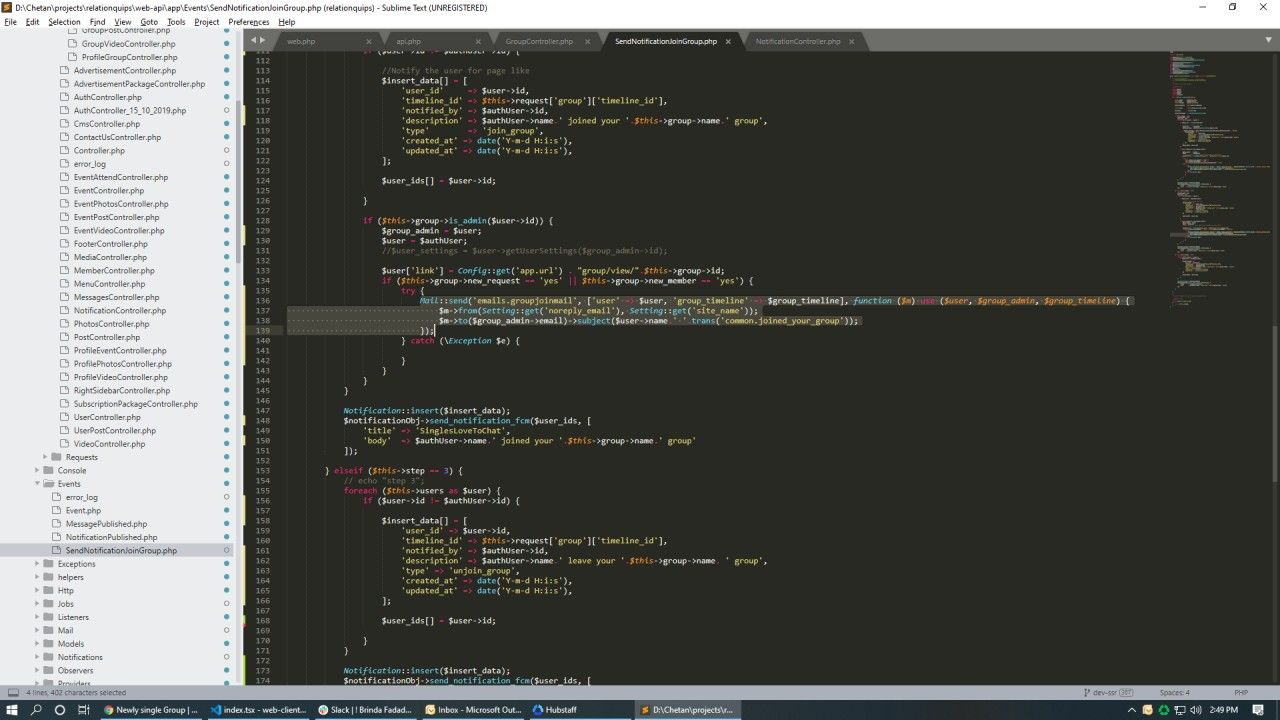 D:\Chetan\projects\relationquips\web-api\app\Events\SendNotificationJoinGroup.php (relationquips) - Sublime Text (UNREGISTERED)
File Edit Selection Find View Goto Tools Project Preferences Help
GroupPostController.php
GroupVideoController.php
ProfileGroupController.php
AdvertisementController.php
AdvertisementPackageController.php
AuthController.php
AuthController_15_10_2019.php
CmsController.php
ContactUsController.php
Controller.php
error_log
EventAttendController.php
EventController.php
EventPhotosController.php
EventPostController.php
EventVideoController.php
FooterController.php
MediaController.php
MemberController.php
MenuController.php
MessagesController.php
NotificationController.php
PhotosController.php
PostController.php
ProfileEventController.php
ProfilePhotosController.php
ProfileVideoController.php
RightSidebarController.php
SubscriptionPackageController.php
UserController.php
UserPostController.php
VideoController.php
Requests
Console
Events
error_log
Event.php
MessagePublished.php
NotificationPublished.php
SendNotificationJoinGroup.php
Exceptions
helpers
Http
Jobs
Listeners
Mail
Models
Notifications
Observers
Providers
web.php api.php GroupController.php SendNotificationJoinGroup.php NotificationController.php
111 if ($user->id != $authUser->id) {
112
113 //Notify the user for page like
114 $insert_data[] = [
115 'user_id' => $user->id,
116 'timeline_id' => $this->request['group']['timeline_id'],
117 'notified_by' => $authUser->id,
118 'description' => $authUser->name.' joined your '.$this->group->name.' group',
119 'type' => 'join_group',
120 'created_at' => date('Y-m-d H:i:s'),
121 'updated_at' => date('Y-m-d H:i:s'),
122 ];
123
124 $user_ids[] = $user->id;
125
126 }
127
128 if ($this->group->is_admin($user->id)) {
129 $group_admin = $user;
130 $user = $authUser;
131 //$user_settings = $user->getUserSettings($group_admin->id);
132
133 $user['link'] = Config::get('app.url') . "group/view/".$this->group->id;
134 if ($this->group->new_request == 'yes' || $this->group->new_member == 'yes') {
135 try {
136 Mail::send('emails.groupjoinmail', ['user' => $user, 'group_timeline' => $group_timeline], function ($m) use ($user, $group_admin, $group_timeline) {
137 $m->from(Setting::get('noreply_email'), Setting::get('site_name'));
138 $m->to($group_admin->email)->subject($user->name.' ' trans('common.joined_your_group'));
139 });
140 } catch (\Exception $e) {
141
142 }
143 }
144 }
145 }
146
147 Notification::insert($insert_data);
148 $notificationObj->send_notification_fcm($user_ids, [
149 'title' => 'SinglesLoveToChat',
150 'body' => $authUser->name.' joined your '.$this->group->name.' group'
151 ]);
152
153 } elseif ($this->step == 3) {
154 // echo "step 3";
155 foreach ($this->users as $user) {
156 if ($user->id != $authUser->id) {
157
158 $insert_data[] = [
159 'user_id' => $user->id,
160 'timeline_id' => $this->request['group']['timeline_id'],
161 'notified_by' => $authUser->id,
162 'description' => $authUser->name.' leave your '.$this->group->name. ' group',
163 'type' => 'unjoin_group',
164 'created_at' => date('Y-m-d H:i:s'),
165 'updated_at' => date('Y-m-d H:i:s'),
166 ];
167
168 $user_ids[] = $user->id;
169
170 }
171 }
172
173 Notification::insert($insert_data);
174 $notificationObj->send_notification_fcm($user_ids, [
4 lines, 402 characters selected dev-ssr Spaces: 4 PHP
Newly single Group | ... index.tsx - web-client... Slack | ! Brinda Fadad... Inbox - Microsoft Out... Hubstaff D:\Chetan\projects\r... 2:49 PM